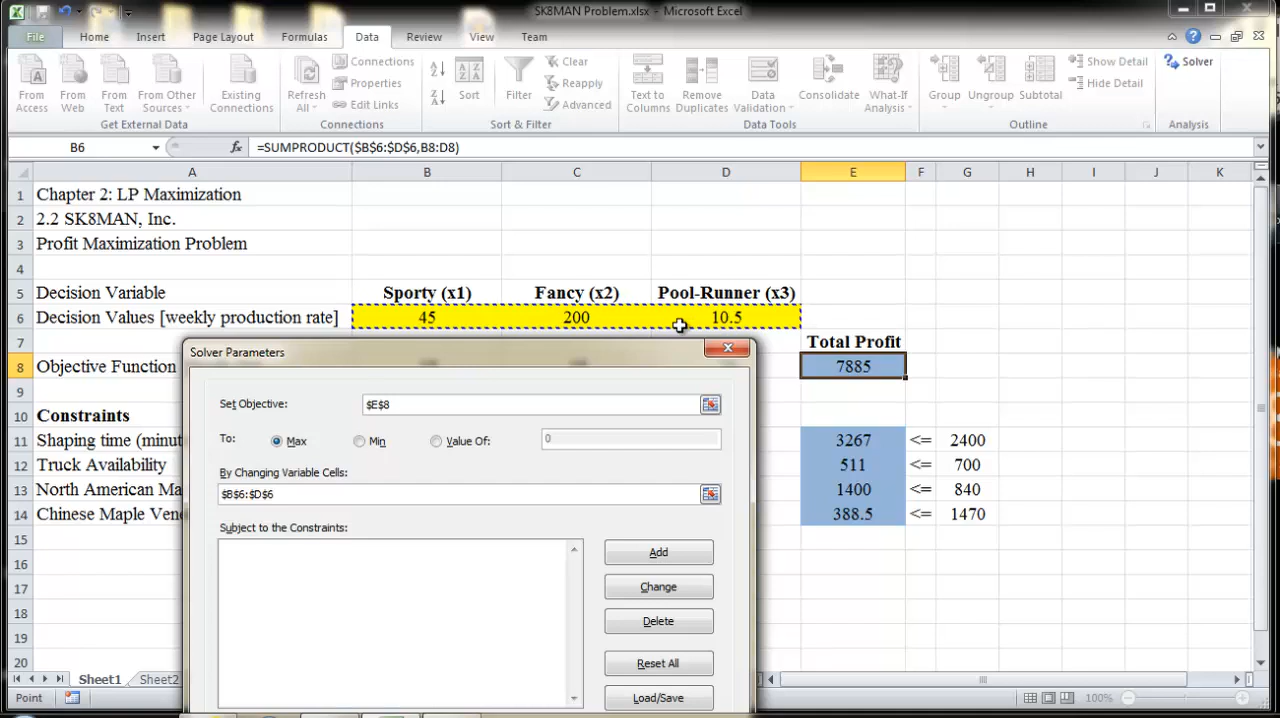 SK8MAN Problem.xlsx - Microsoft Excel
File Home Insert Page Layout Formulas Data Review View Team
From Access
From Web
From Text
From Other Sources
Existing Connections
Get External Data
Refresh All
Connections
Properties
Edit Links
Connections
Sort
Filter
Clear
Reapply
Advanced
Sort & Filter
Text to Columns
Remove Duplicates
Data Validation
Consolidate
What-If Analysis
Data Tools
Group
Ungroup
Subtotal
Show Detail
Hide Detail
Outline
Solver
Analysis
B6 fx =SUMPRODUCT($B$6:$D$6,B8:D8)
A B C D E F G H I J K
1 Chapter 2: LP Maximization
2 2.2 SK8MAN, Inc.
3 Profit Maximization Problem
4
5 Decision Variable Sporty (x1) Fancy (x2) Pool-Runner (x3)
6 Decision Values [weekly production rate] 45 200 10.5
7 Total Profit
8 Objective Function 7885
9
10 Constraints
11 Shaping time (minut 3267 <= 2400
12 Truck Availability 511 <= 700
13 North American Ma 1400 <= 840
14 Chinese Maple Ven 388.5 <= 1470
15
16
17
18
19
20
Solver Parameters
Set Objective: $E$8
To: Max Min Value Of: 0
By Changing Variable Cells:
$B$6:$D$6
Subject to the Constraints:
Add
Change
Delete
Reset All
Load/Save
Sheet1 Sheet2
Point 100%